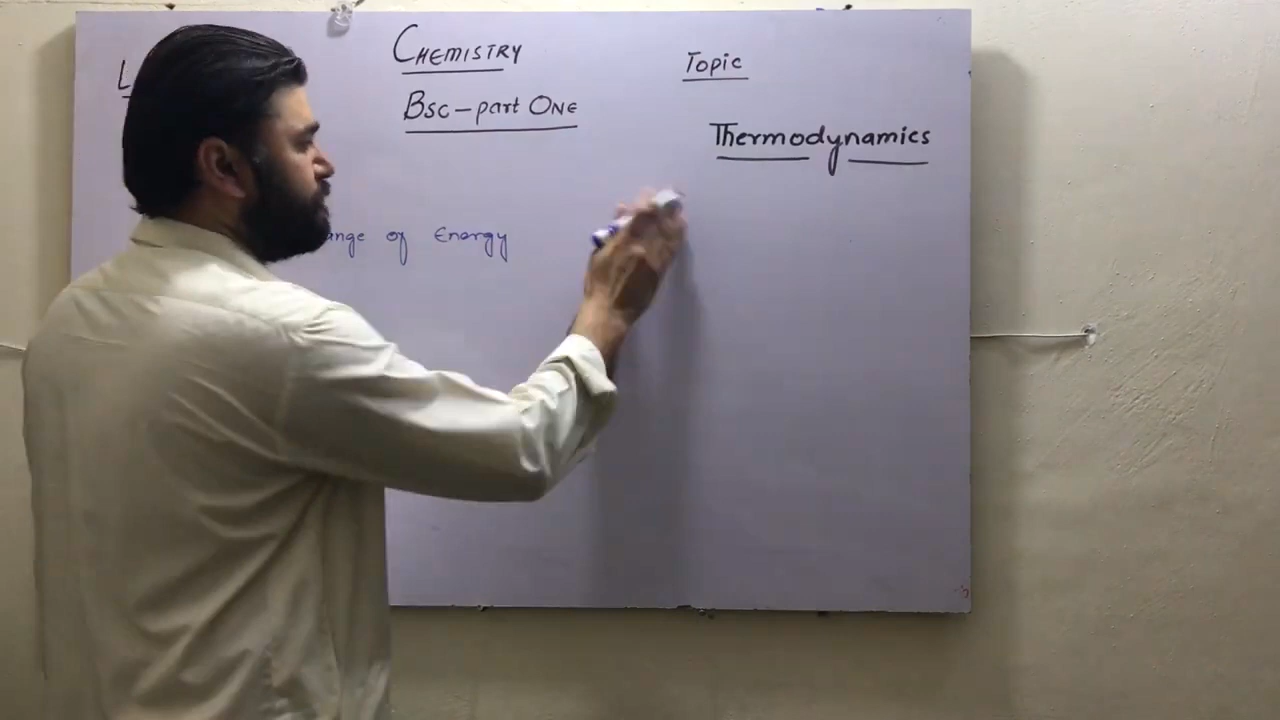 CHEMISTRY
Topic
Bsc-part ONE
Thermodynamics
of Energy